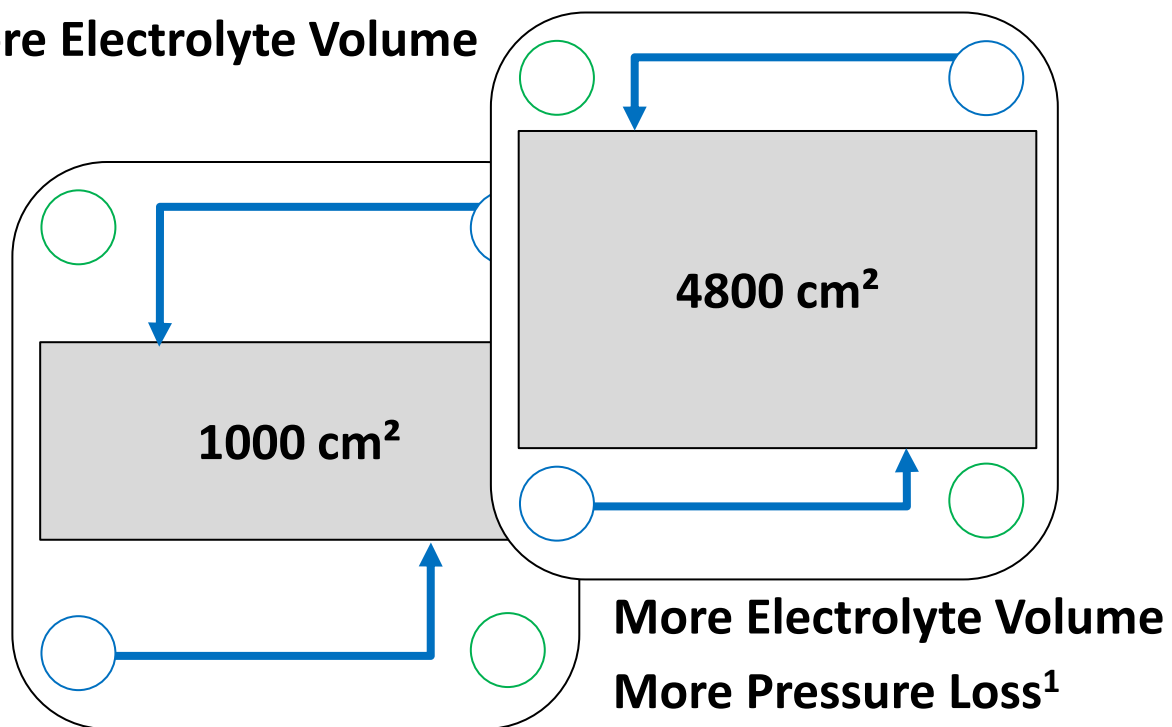 re Electrolyte Volume
4800 cm²
1000 cm²
More Electrolyte Volume
More Pressure Loss¹